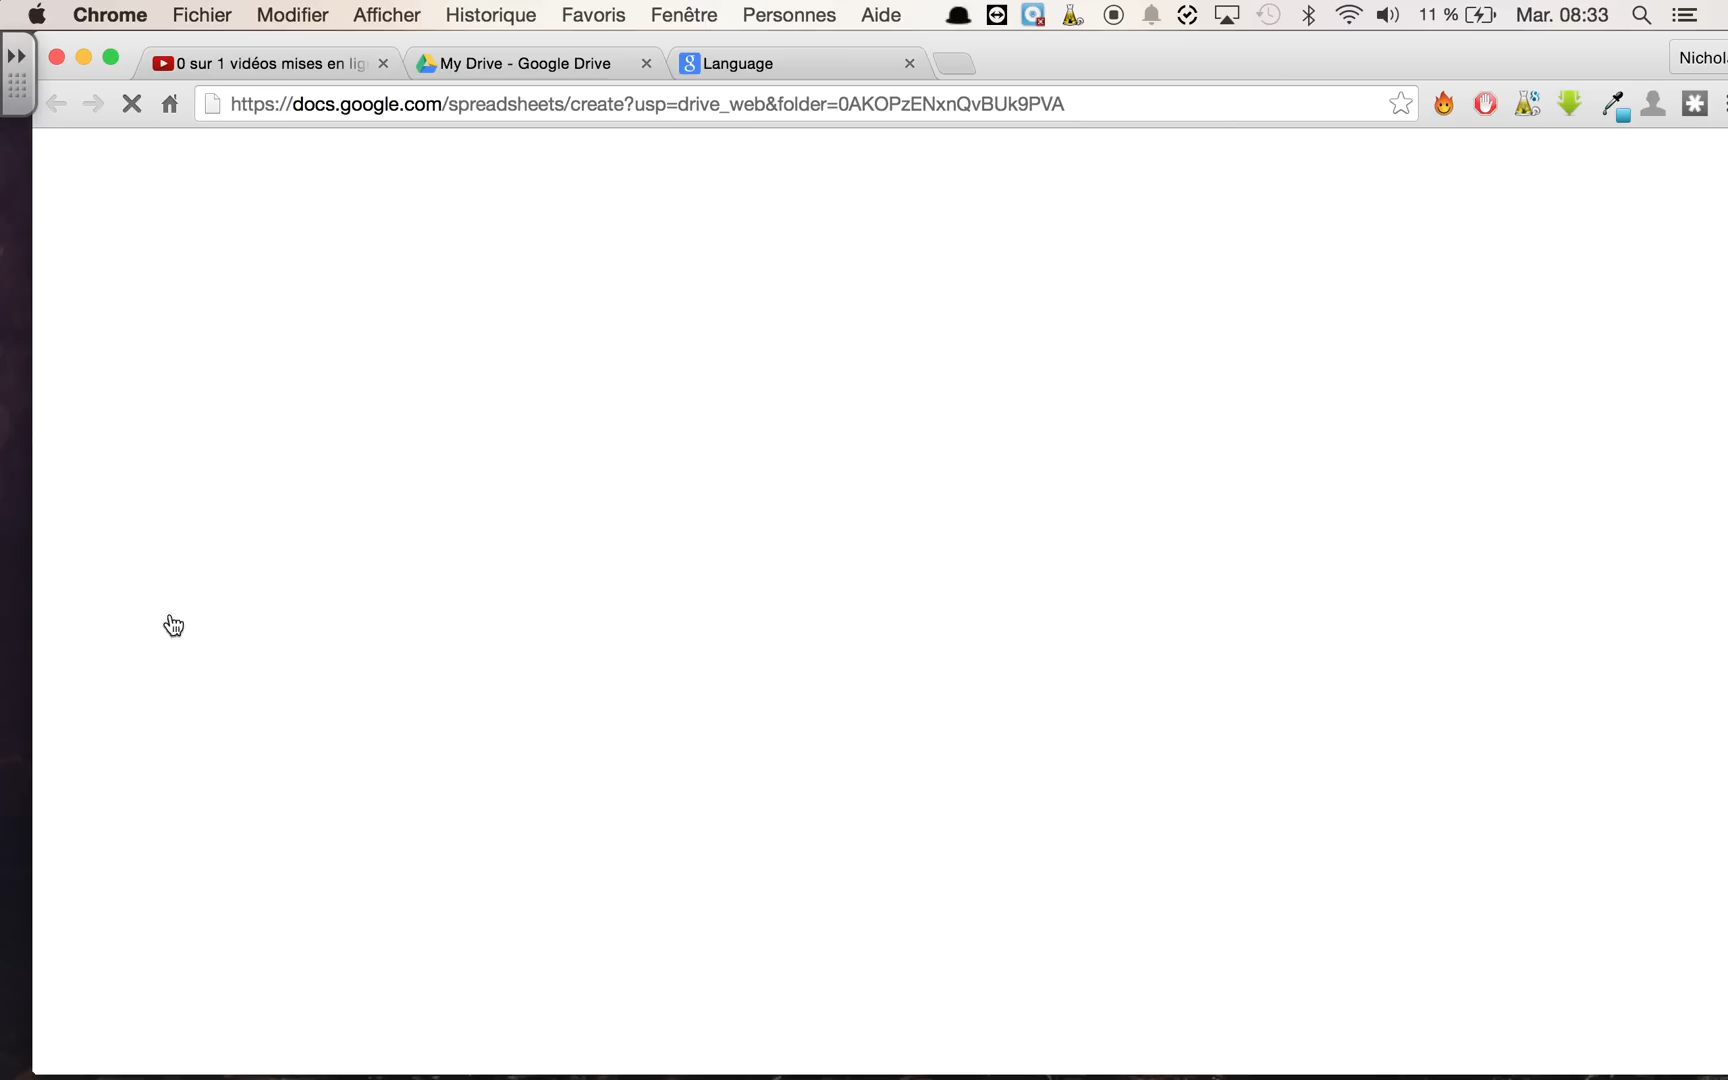 Chrome Fichier Modifier Afficher Historique Favoris Fenêtre Personnes Aide 11 % Mar. 08:33
0 sur 1 vidéos mises en lig My Drive - Google Drive Language Nichol
https://docs.google.com/spreadsheets/create?usp=drive_web&folder=0AKOPzENxnQvBUk9PVA